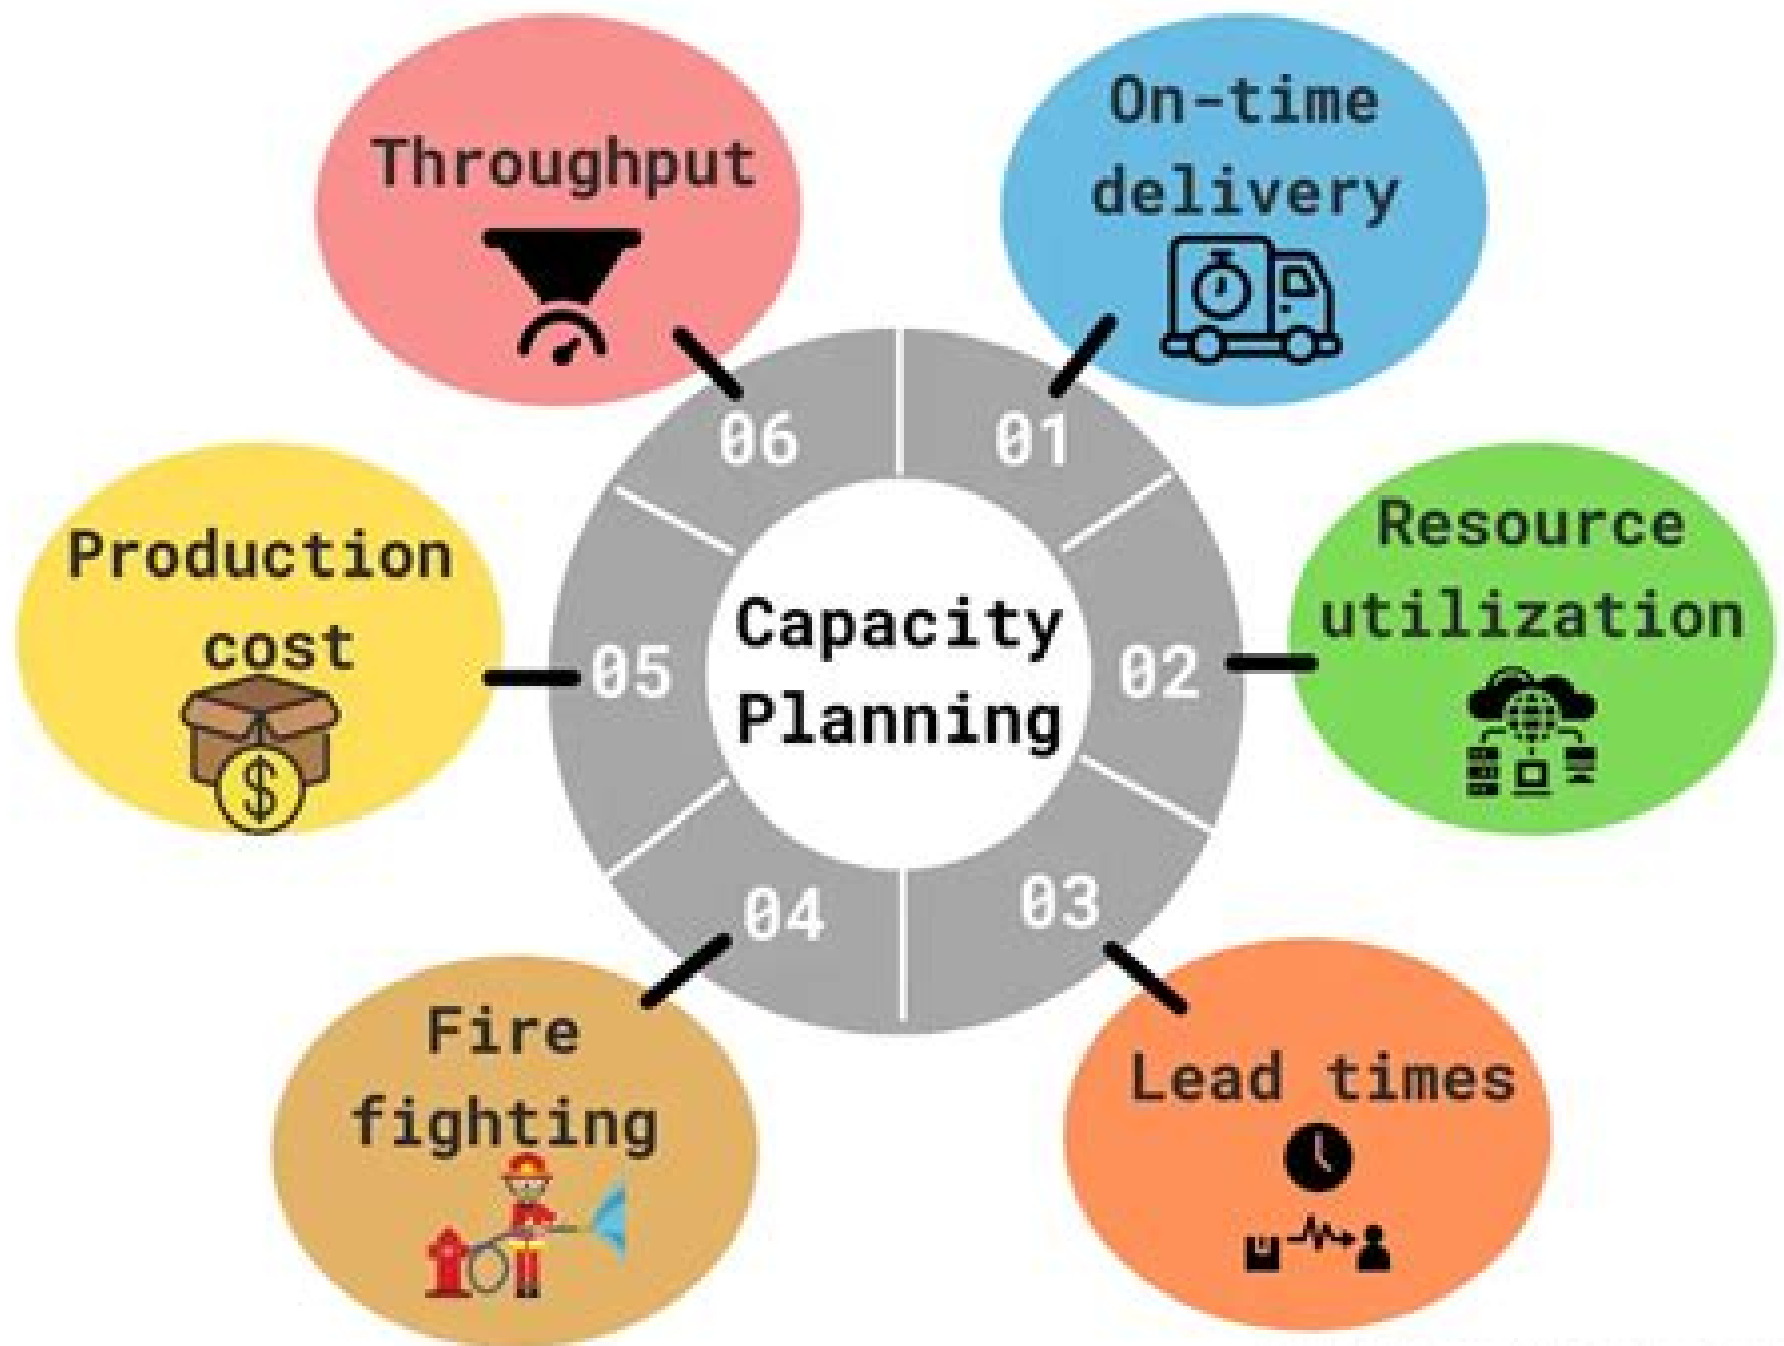 Capacity
Planning
01
On-time
delivery
02
Resource
utilization
03
Lead times
04
Fire
fighting
05
Production
cost
$
06
Throughput